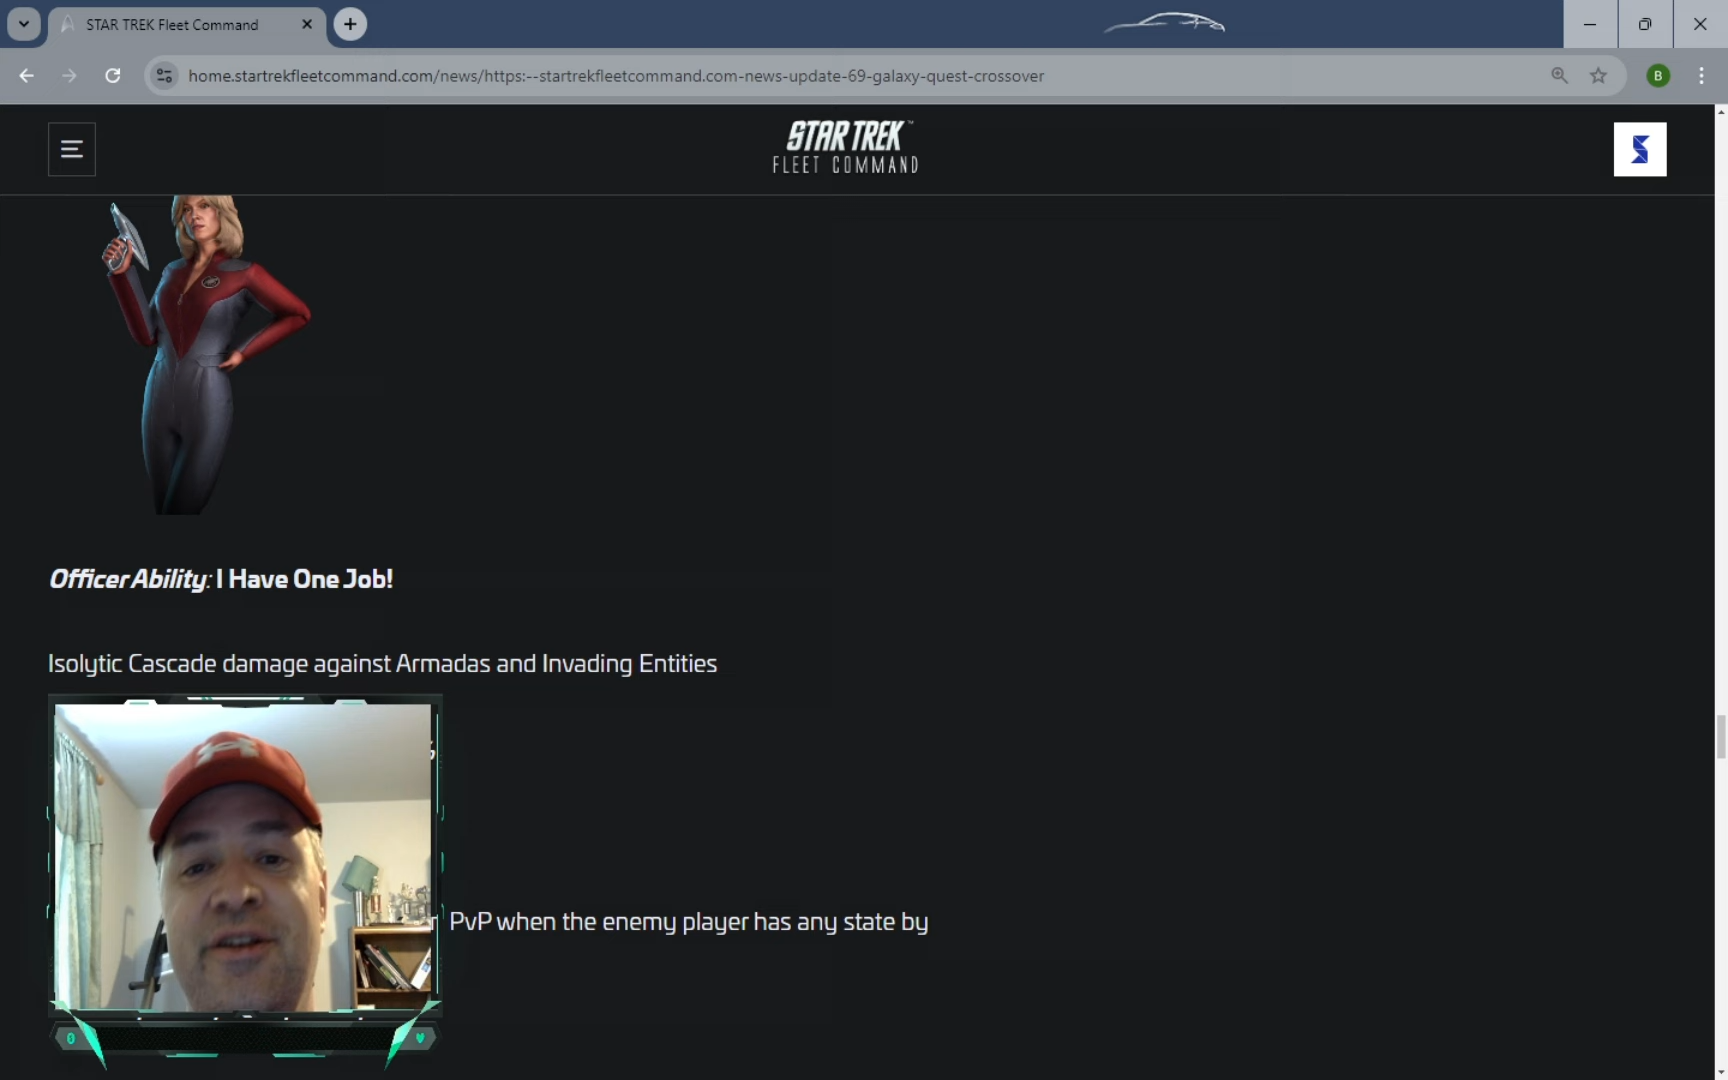 STAR TREK Fleet Command
home.startrekfleetcommand.com/news/https:--startrekfleetcommand.com-news-update-69-galaxy-quest-crossover
B
STAR TREK™
FLEET COMMAND
Officer Ability: I Have One Job!
Isolytic Cascade damage against Armadas and Invading Entities
PvP when the enemy player has any state by
0